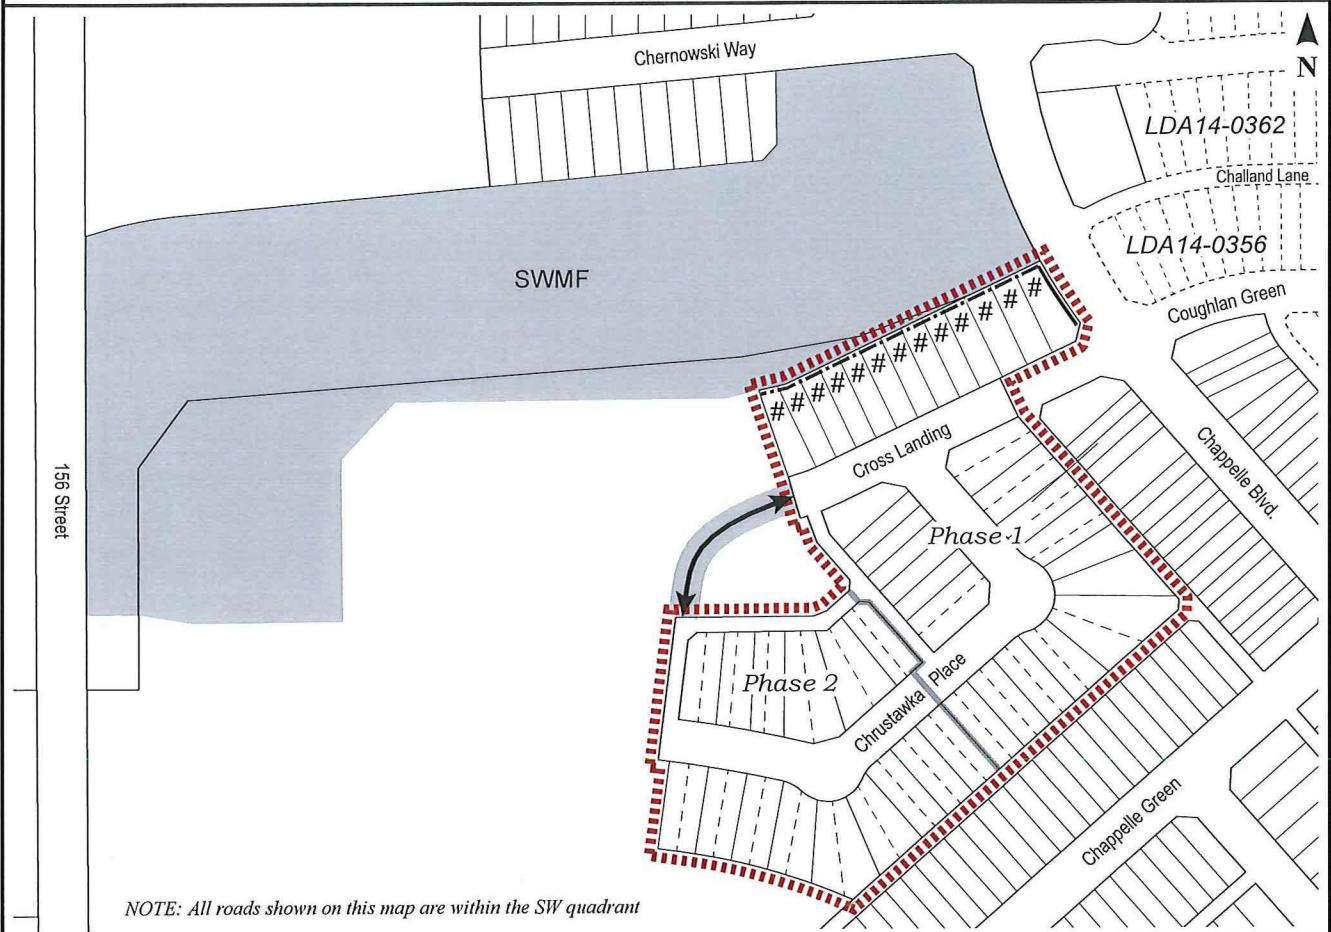 Chernowski Way
N
LDA14-0362
Challand Lane
LDA14-0356
SWMF
Coughlan Green
# # # # # # # # # # #
Cross Landing
Chappelle Blvd.
156 Street
Phase 1
Phase 2
Chrustawka Place
Chappelle Green
NOTE: All roads shown on this map are within the SW quadrant